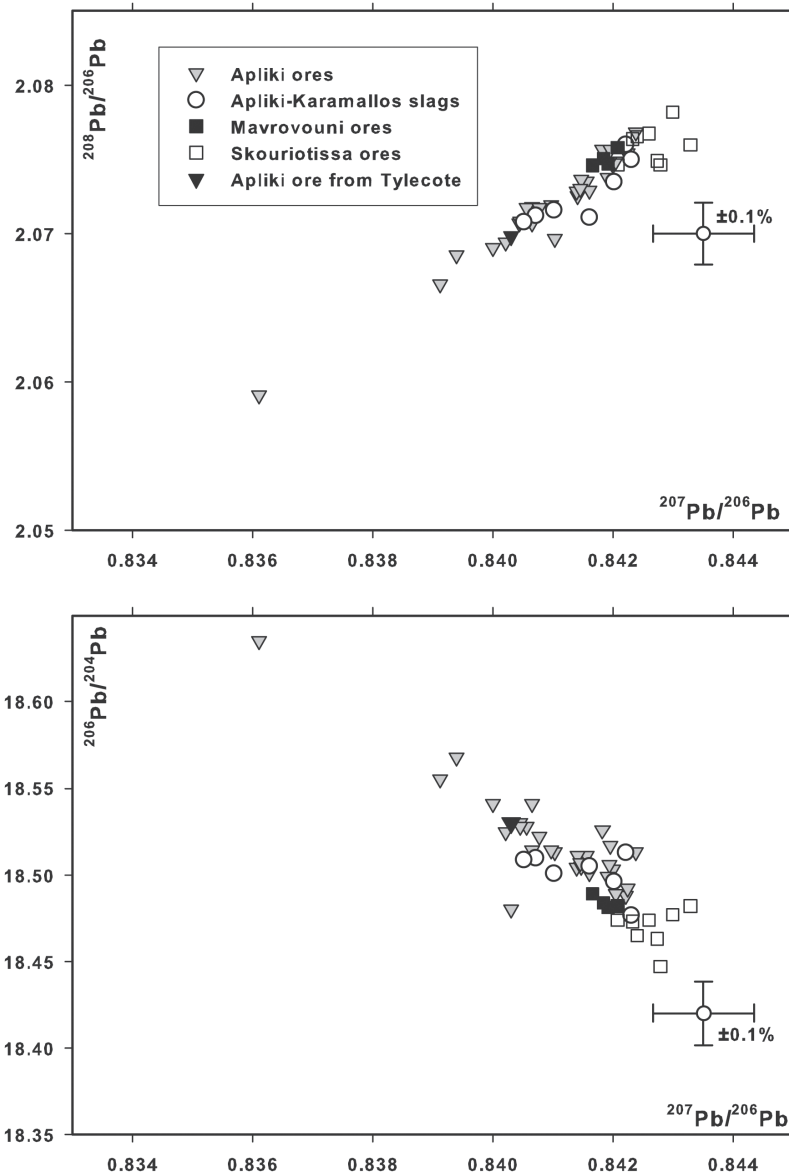 ²⁰⁸Pb/²⁰⁶Pb
2.08
2.07
2.06
2.05
Apliki ores
Apliki-Karamallos slags
Mavrovouni ores
Skouriotissa ores
Apliki ore from Tylecote
±0.1%
²⁰⁷Pb/²⁰⁶Pb
0.834 0.836 0.838 0.840 0.842 0.844
²⁰⁶Pb/²⁰⁴Pb
18.60
18.55
18.50
18.45
18.40
18.35
±0.1%
²⁰⁷Pb/²⁰⁶Pb
0.834 0.836 0.838 0.840 0.842 0.844